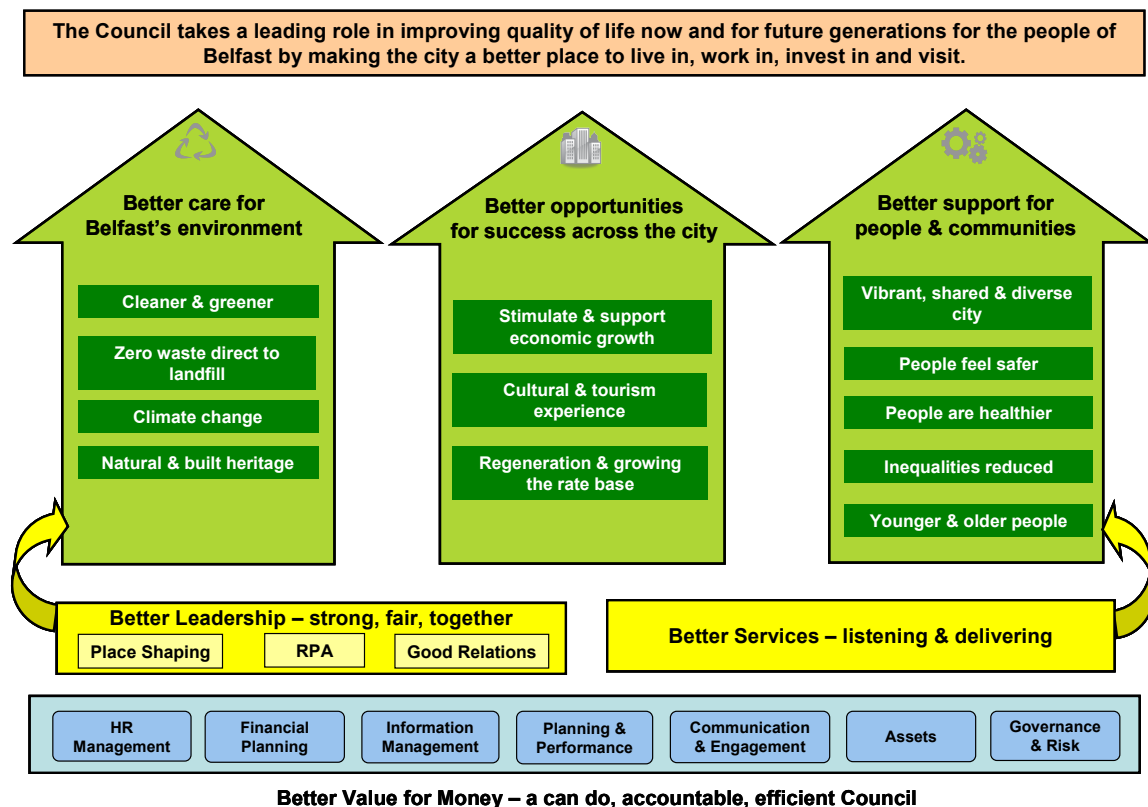 The Council takes a leading role in improving quality of life now and for future generations for the people of
Belfast by making the city a better place to live in, work in, invest in and visit.
Better care for
Belfast's environment
Cleaner & greener
Zero waste direct to
landfill
Climate change
Natural & built heritage
Better opportunities
for success across the city
Stimulate & support
economic growth
Cultural & tourism
experience
Regeneration & growing
the rate base
Better support for
people & communities
Vibrant, shared & diverse
city
People feel safer
People are healthier
Inequalities reduced
Younger & older people
Better Leadership – strong, fair, together
Place Shaping
RPA
Good Relations
Better Services – listening & delivering
HR
Management
Financial
Planning
Information
Management
Planning &
Performance
Communication
& Engagement
Assets
Governance
& Risk
Better Value for Money – a can do, accountable, efficient Council